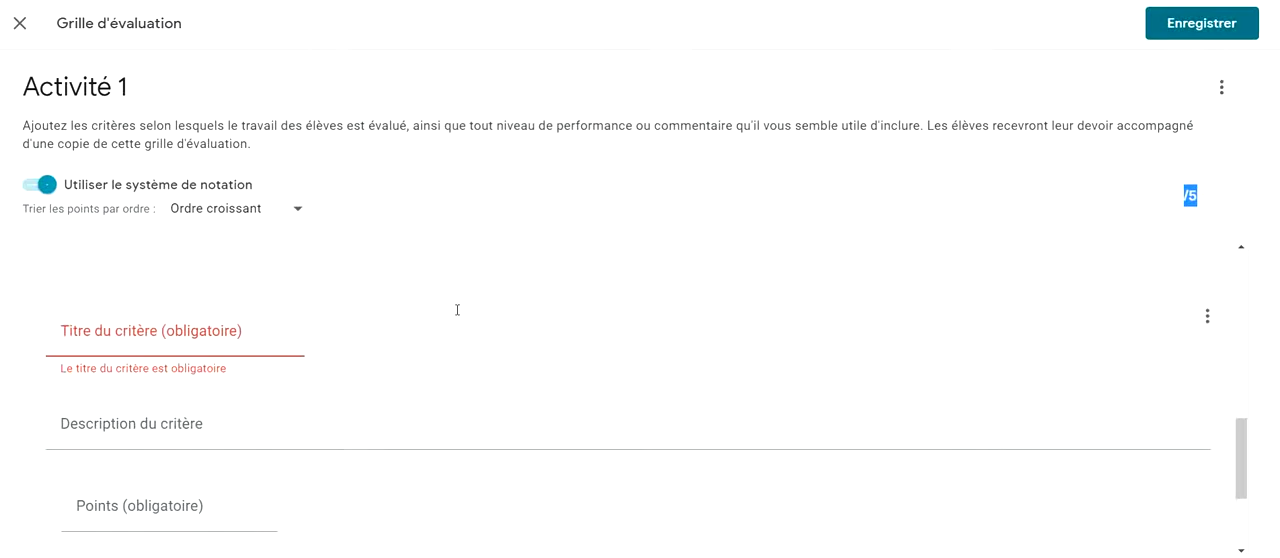 Grille d'évaluation
Enregistrer
Activité 1
Ajoutez les critères selon lesquels le travail des élèves est évalué, ainsi que tout niveau de performance ou commentaire qu'il vous semble utile d'inclure. Les élèves recevront leur devoir accompagné
d'une copie de cette grille d'évaluation.
Utiliser le système de notation
/5
Trier les points par ordre : Ordre croissant
Titre du critère (obligatoire)
Le titre du critère est obligatoire
Description du critère
Points (obligatoire)